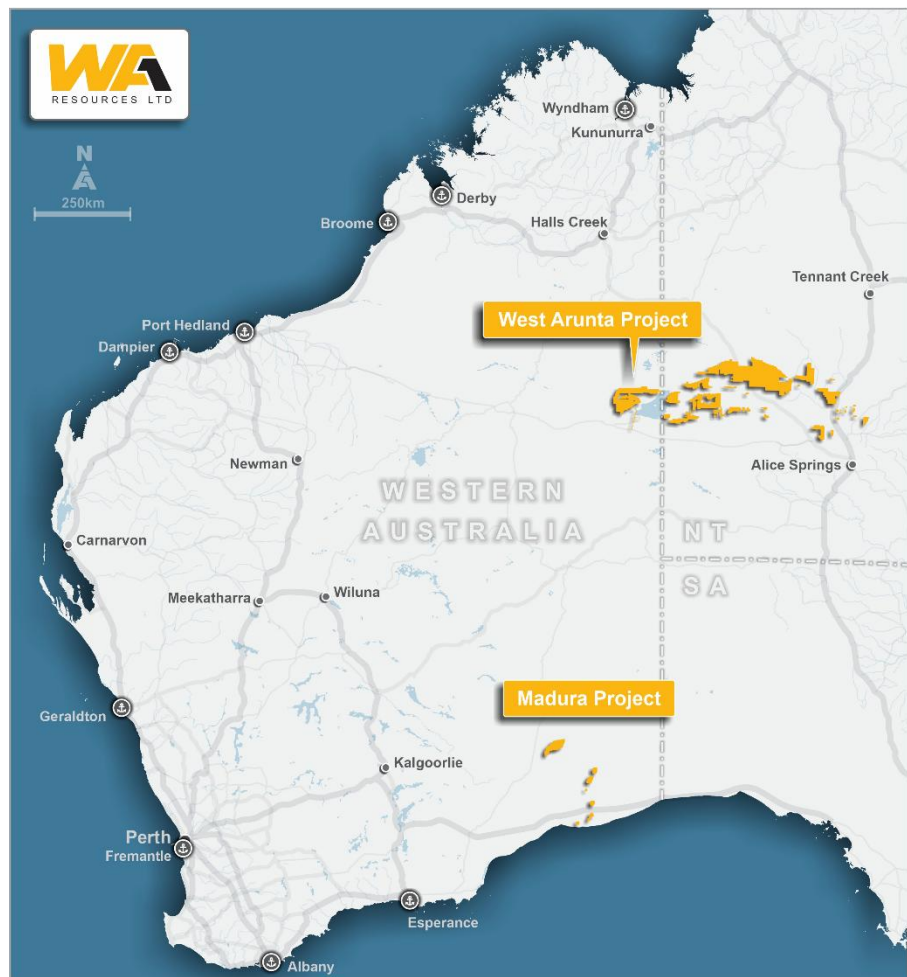 WA1
RESOURCES LTD
N
250km
Wyndham
Kununurra
Derby
Broome
Halls Creek
Tennant Creek
West Arunta Project
Port Hedland
Dampier
Newman
Alice Springs
WESTERN
AUSTRALIA
NT
Carnarvon
SA
Meekatharra
Wiluna
Madura Project
Geraldton
Kalgoorlie
Perth
Fremantle
Esperance
Albany